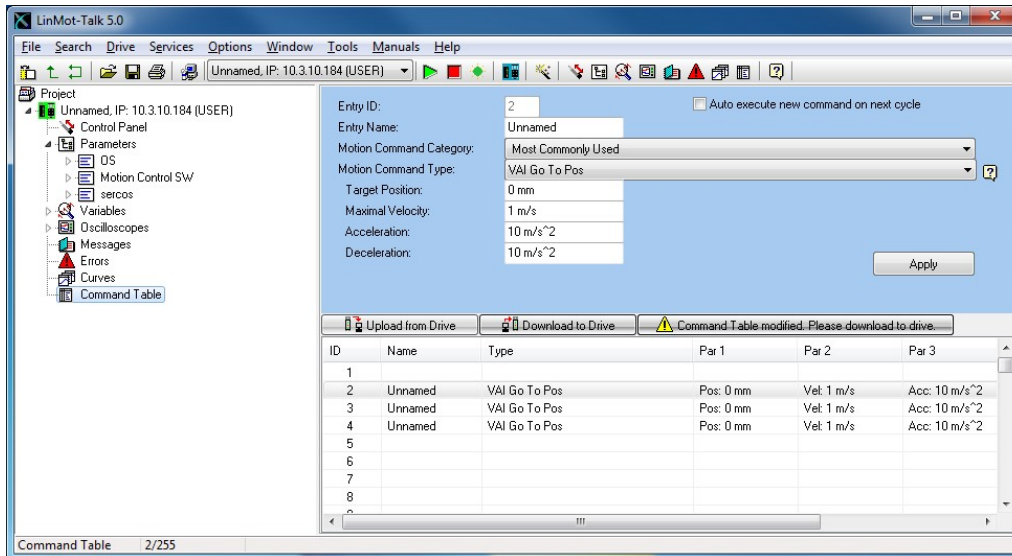 LinMot-Talk 5.0
File Search Drive Services Options Window Tools Manuals Help
Unnamed, IP: 10.3.10.184 (USER)
Project
Unnamed, IP: 10.3.10.184 (USER)
Control Panel
Parameters
OS
Motion Control SW
sercos
Variables
Oscilloscopes
Messages
Errors
Curves
Command Table
Entry ID: 2 Auto execute new command on next cycle
Entry Name: Unnamed
Motion Command Category: Most Commonly Used
Motion Command Type: VAI Go To Pos
Target Position: 0 mm
Maximal Velocity: 1 m/s
Acceleration: 10 m/s^2
Deceleration: 10 m/s^2
Apply
Upload from Drive Download to Drive Command Table modified. Please download to drive.
ID Name Type Par 1 Par 2 Par 3
1
2 Unnamed VAI Go To Pos Pos: 0 mm Vel: 1 m/s Acc: 10 m/s^2
3 Unnamed VAI Go To Pos Pos: 0 mm Vel: 1 m/s Acc: 10 m/s^2
4 Unnamed VAI Go To Pos Pos: 0 mm Vel: 1 m/s Acc: 10 m/s^2
5
6
7
8
Command Table 2/255